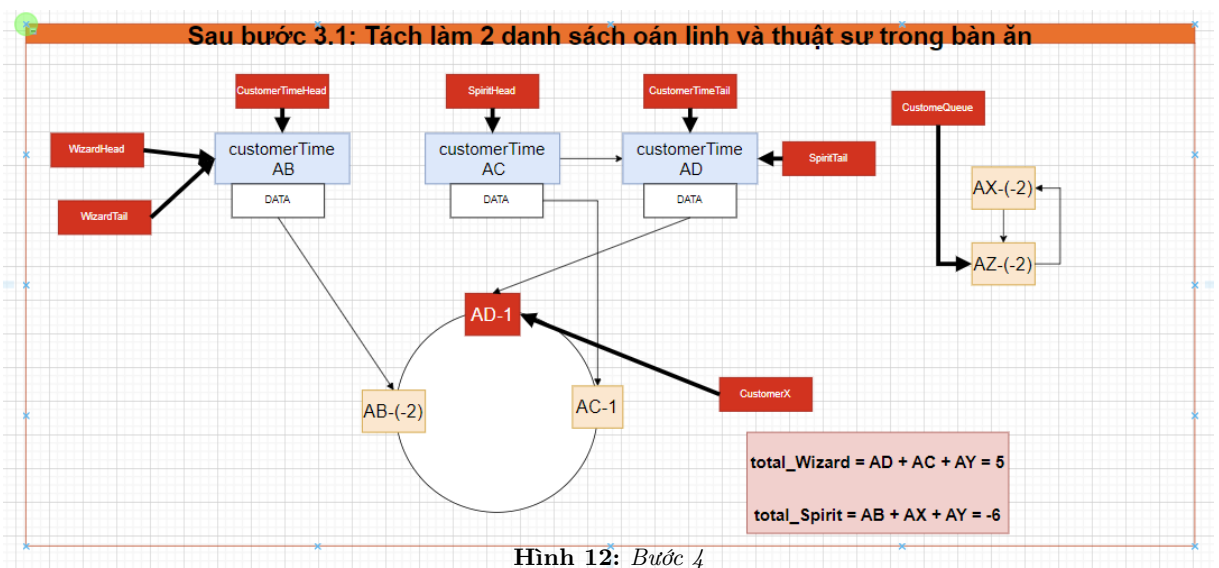 Sau bước 3.1: Tách làm 2 danh sách oán linh và thuật sư trong bàn ăn
CustomerTimeHead
SpiritHead
CustomerTimeTail
CustomeQueue
WizardHead
customerTime
AB
customerTime
AC
customerTime
AD
SpiritTail
DATA
DATA
DATA
WizardTail
AX-(-2)
AZ-(-2)
AD-1
CustomerX
AB-(-2)
AC-1
total_Wizard = AD + AC + AY = 5
total_Spirit = AB + AX + AY = -6
Hình 12: Bước 4